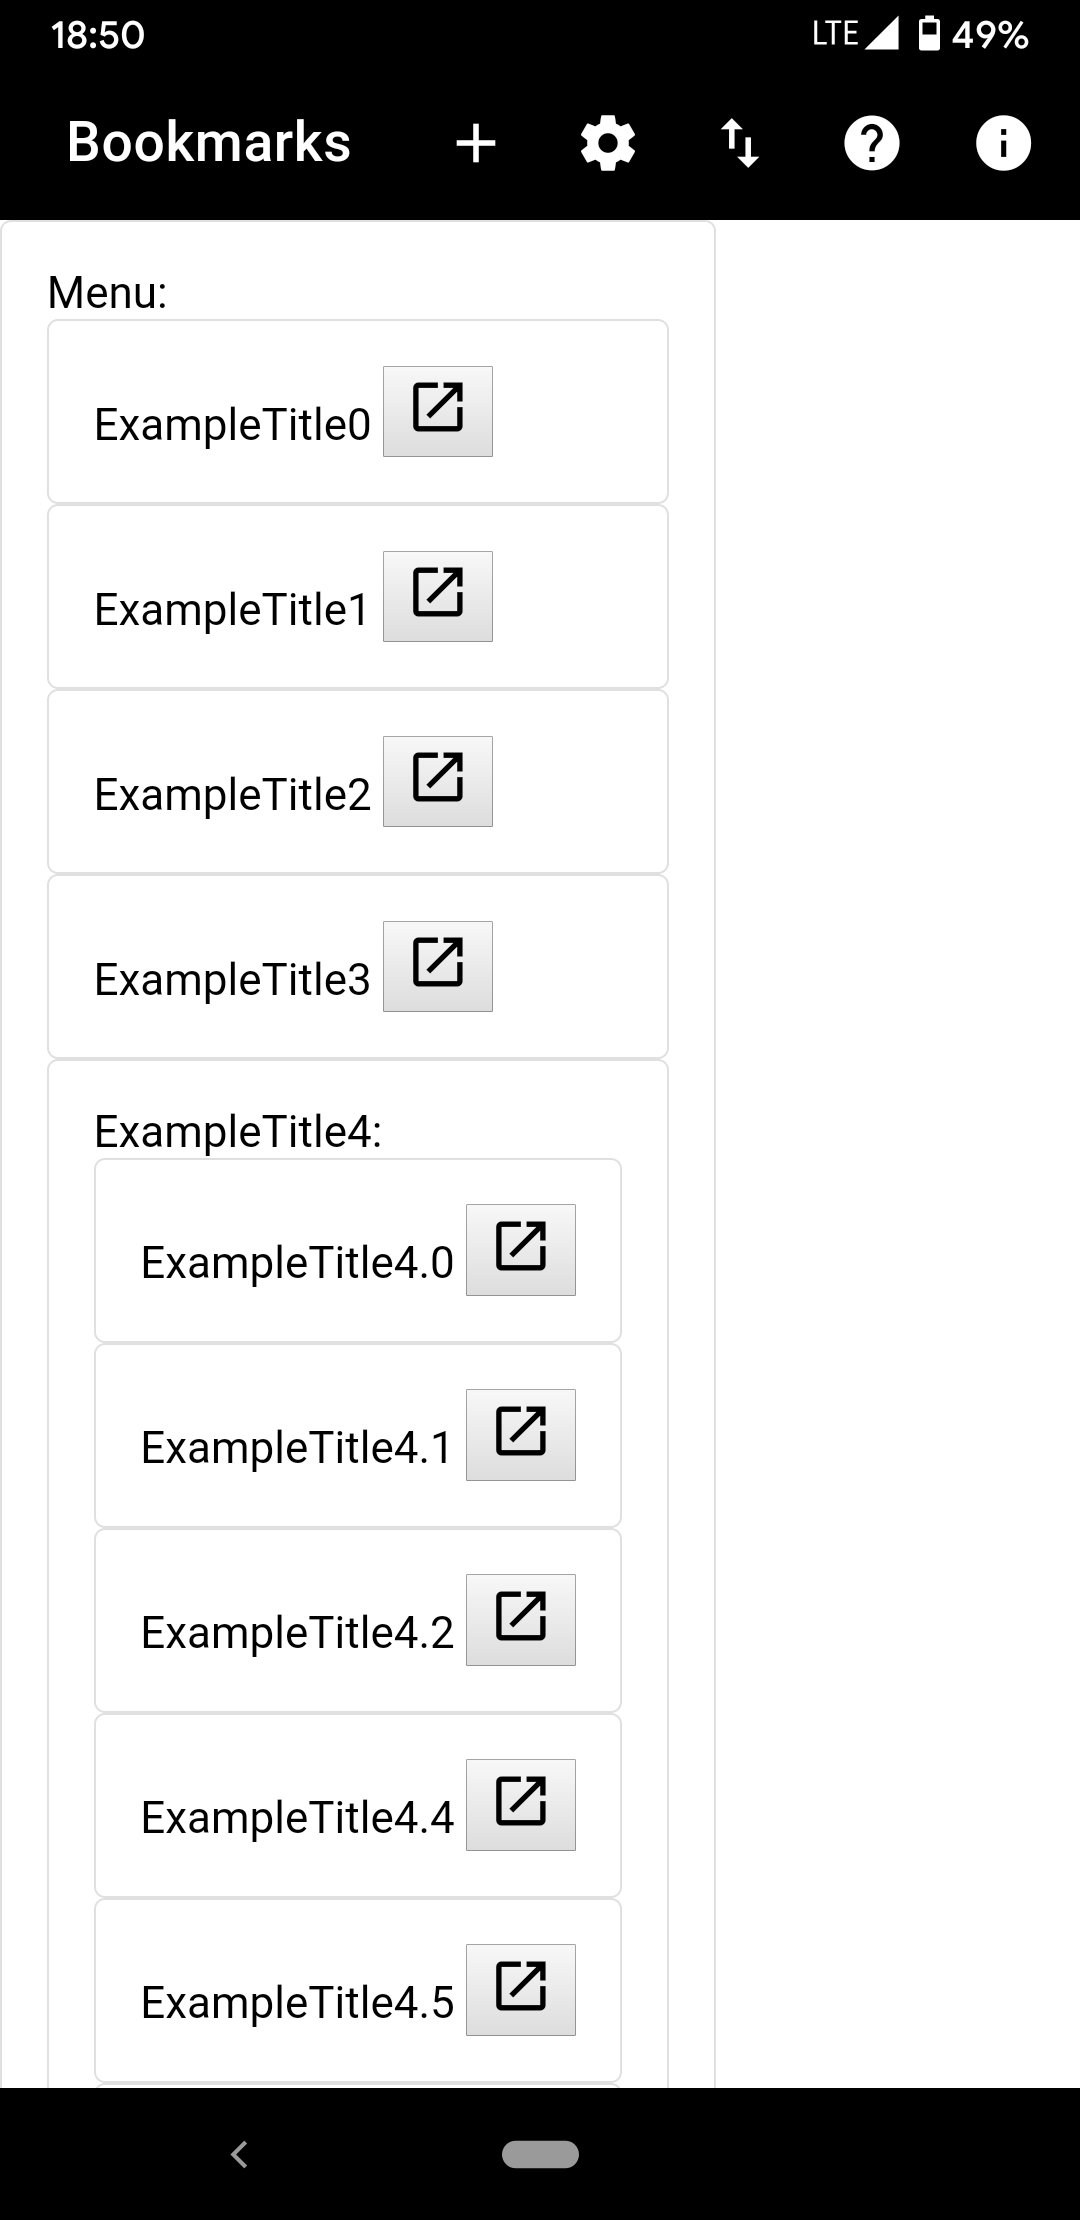 18:50 LTE 49%
Bookmarks
Menu:
ExampleTitle0
ExampleTitle1
ExampleTitle2
ExampleTitle3
ExampleTitle4:
ExampleTitle4.0
ExampleTitle4.1
ExampleTitle4.2
ExampleTitle4.4
ExampleTitle4.5